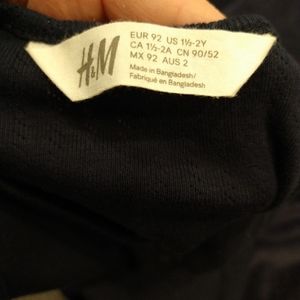 H&M
EUR 92 US 1½-2Y
CA 1½-2A CN 90/52
MX 92 AUS 2
Made in Bangladesh/
Fabriqué en Bangladesh